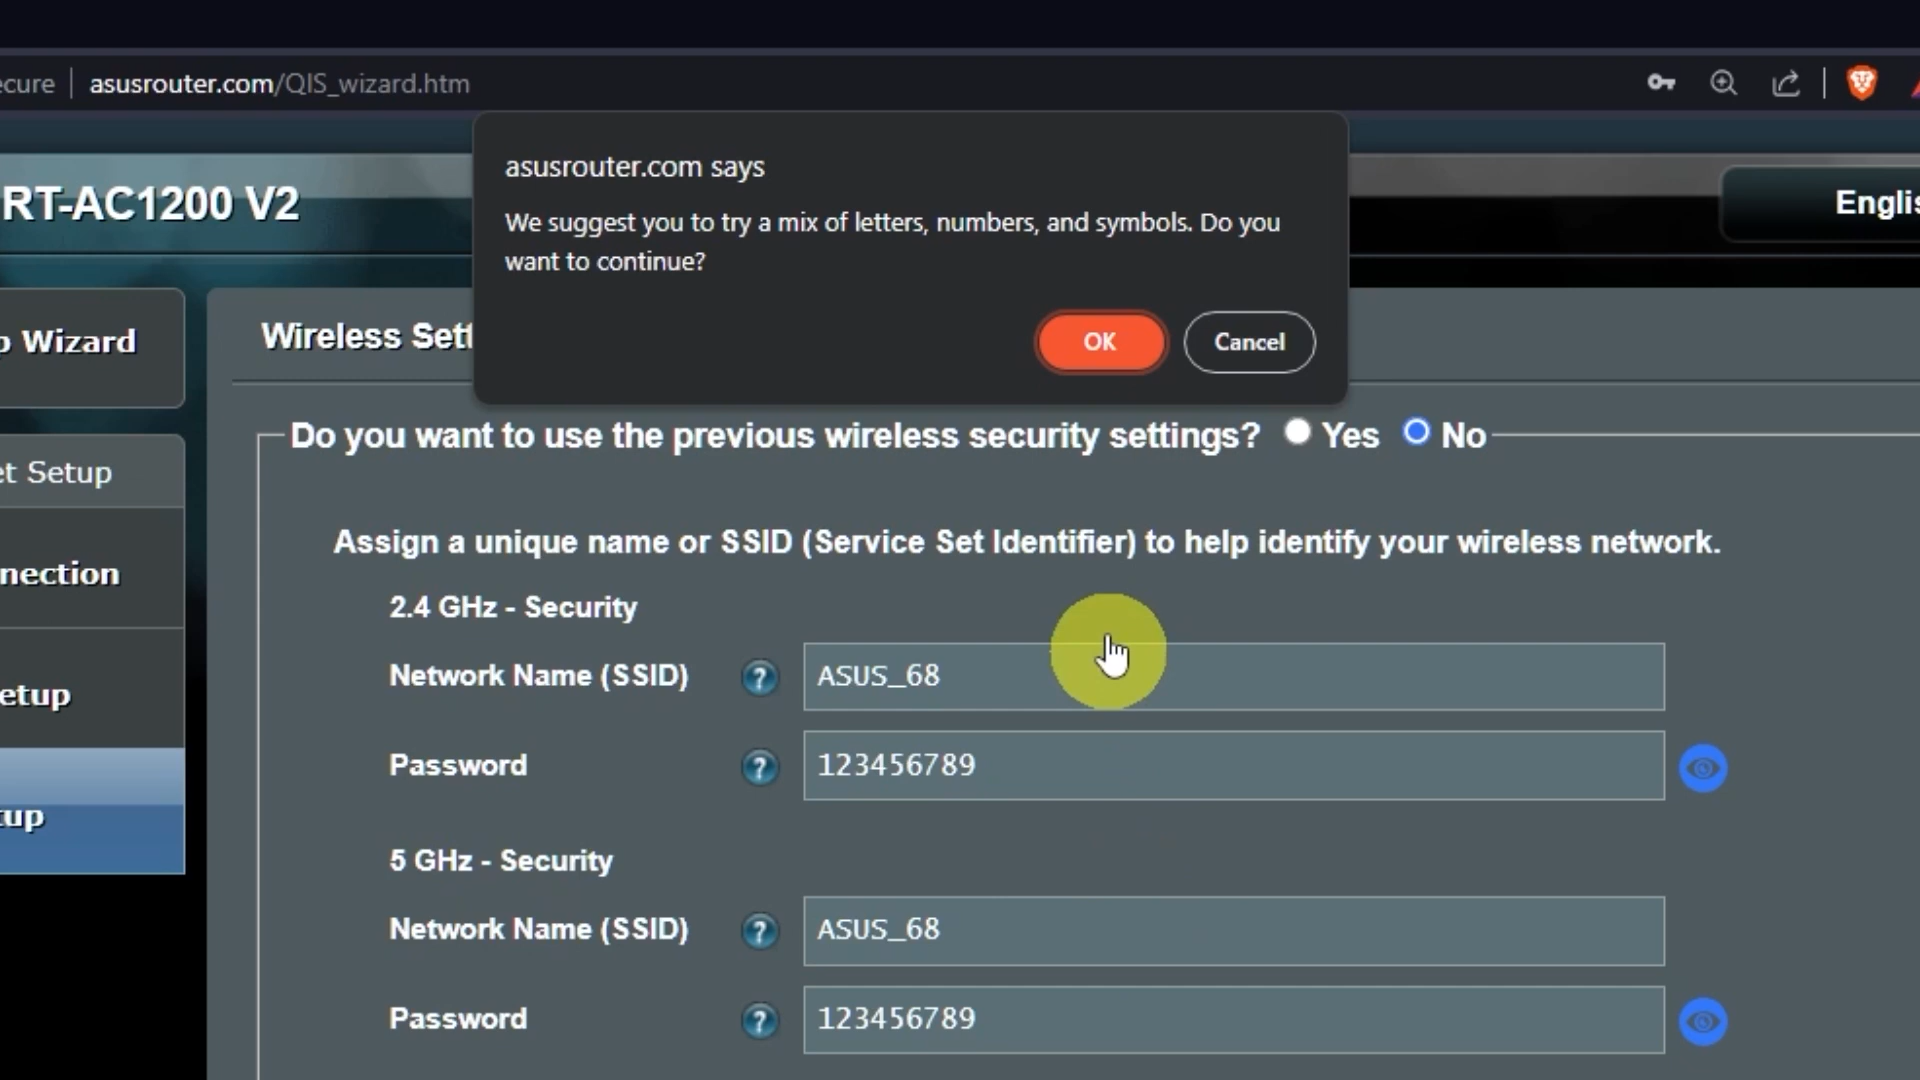 ecure | asusrouter.com/QIS_wizard.htm
asusrouter.com says
We suggest you to try a mix of letters, numbers, and symbols. Do you
want to continue?
OK Cancel
RT-AC1200 V2
Englis
p Wizard
et Setup
nection
etup
tup
Wireless Sett
Do you want to use the previous wireless security settings? Yes No
Assign a unique name or SSID (Service Set Identifier) to help identify your wireless network.
2.4 GHz - Security
Network Name (SSID) ? ASUS_68
Password ? 123456789
5 GHz - Security
Network Name (SSID) ? ASUS_68
Password ? 123456789